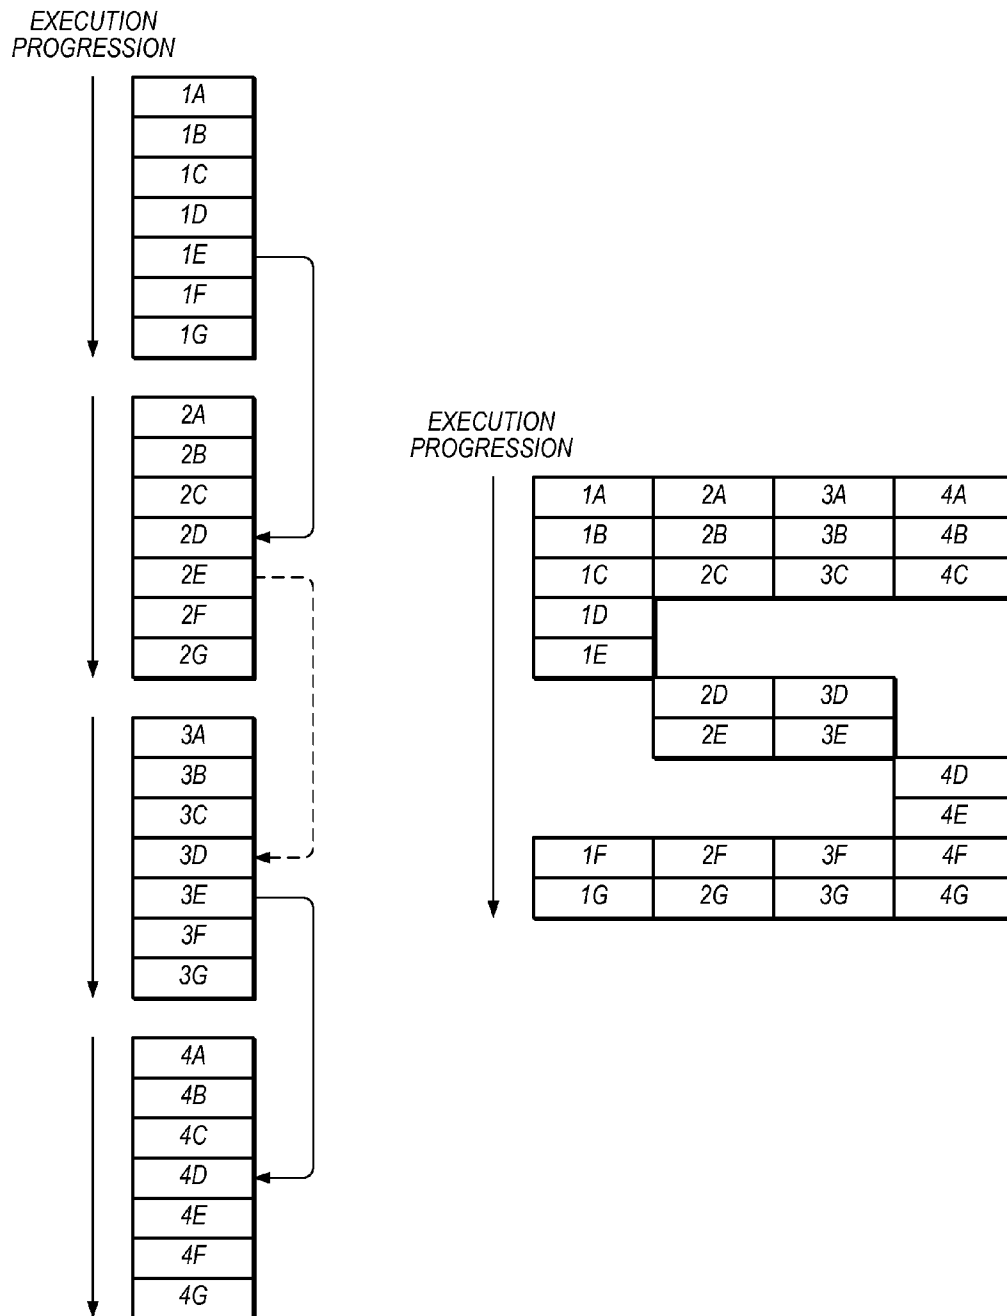 EXECUTION
PROGRESSION
1A
1B
1C
1D
1E
1F
1G
2A
2B
2C
2D
2E
2F
2G
3A
3B
3C
3D
3E
3F
3G
4A
4B
4C
4D
4E
4F
4G
EXECUTION
PROGRESSION
1A 2A 3A 4A
1B 2B 3B 4B
1C 2C 3C 4C
1D
1E
2D 3D
2E 3E
4D
4E
1F 2F 3F 4F
1G 2G 3G 4G